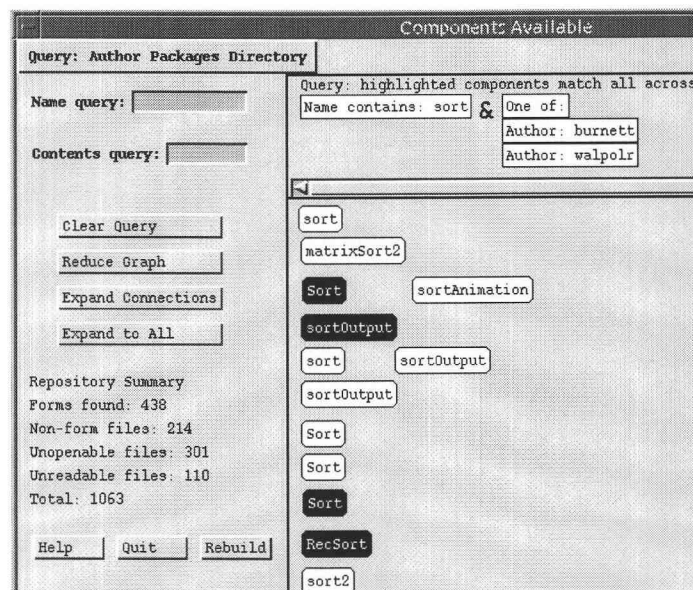 Components Available
Query: Author Packages Directory
Name query:
Contents query:
Clear Query
Reduce Graph
Expand Connections
Expand to All
Repository Summary
Forms found: 438
Non-form files: 214
Unopenable files: 301
Unreadable files: 110
Total: 1063
Help Quit Rebuild
Query: highlighted components match all across
Name contains: sort & One of:
Author: burnett
Author: walpolr
sort
matrixSort2
Sort sortAnimation
sortOutput
sort sortOutput
sortOutput
Sort
Sort
Sort
RecSort
sort2